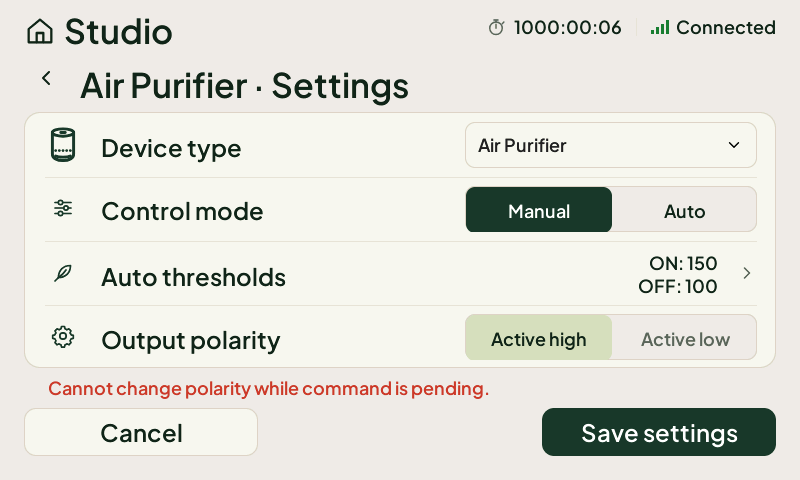 Studio
1000:00:06
Connected
Air Purifier · Settings
Device type
Air Purifier
Control mode
Manual
Auto
Auto thresholds
ON: 150
OFF: 100
Output polarity
Active high
Active low
Cannot change polarity while command is pending.
Cancel
Save settings